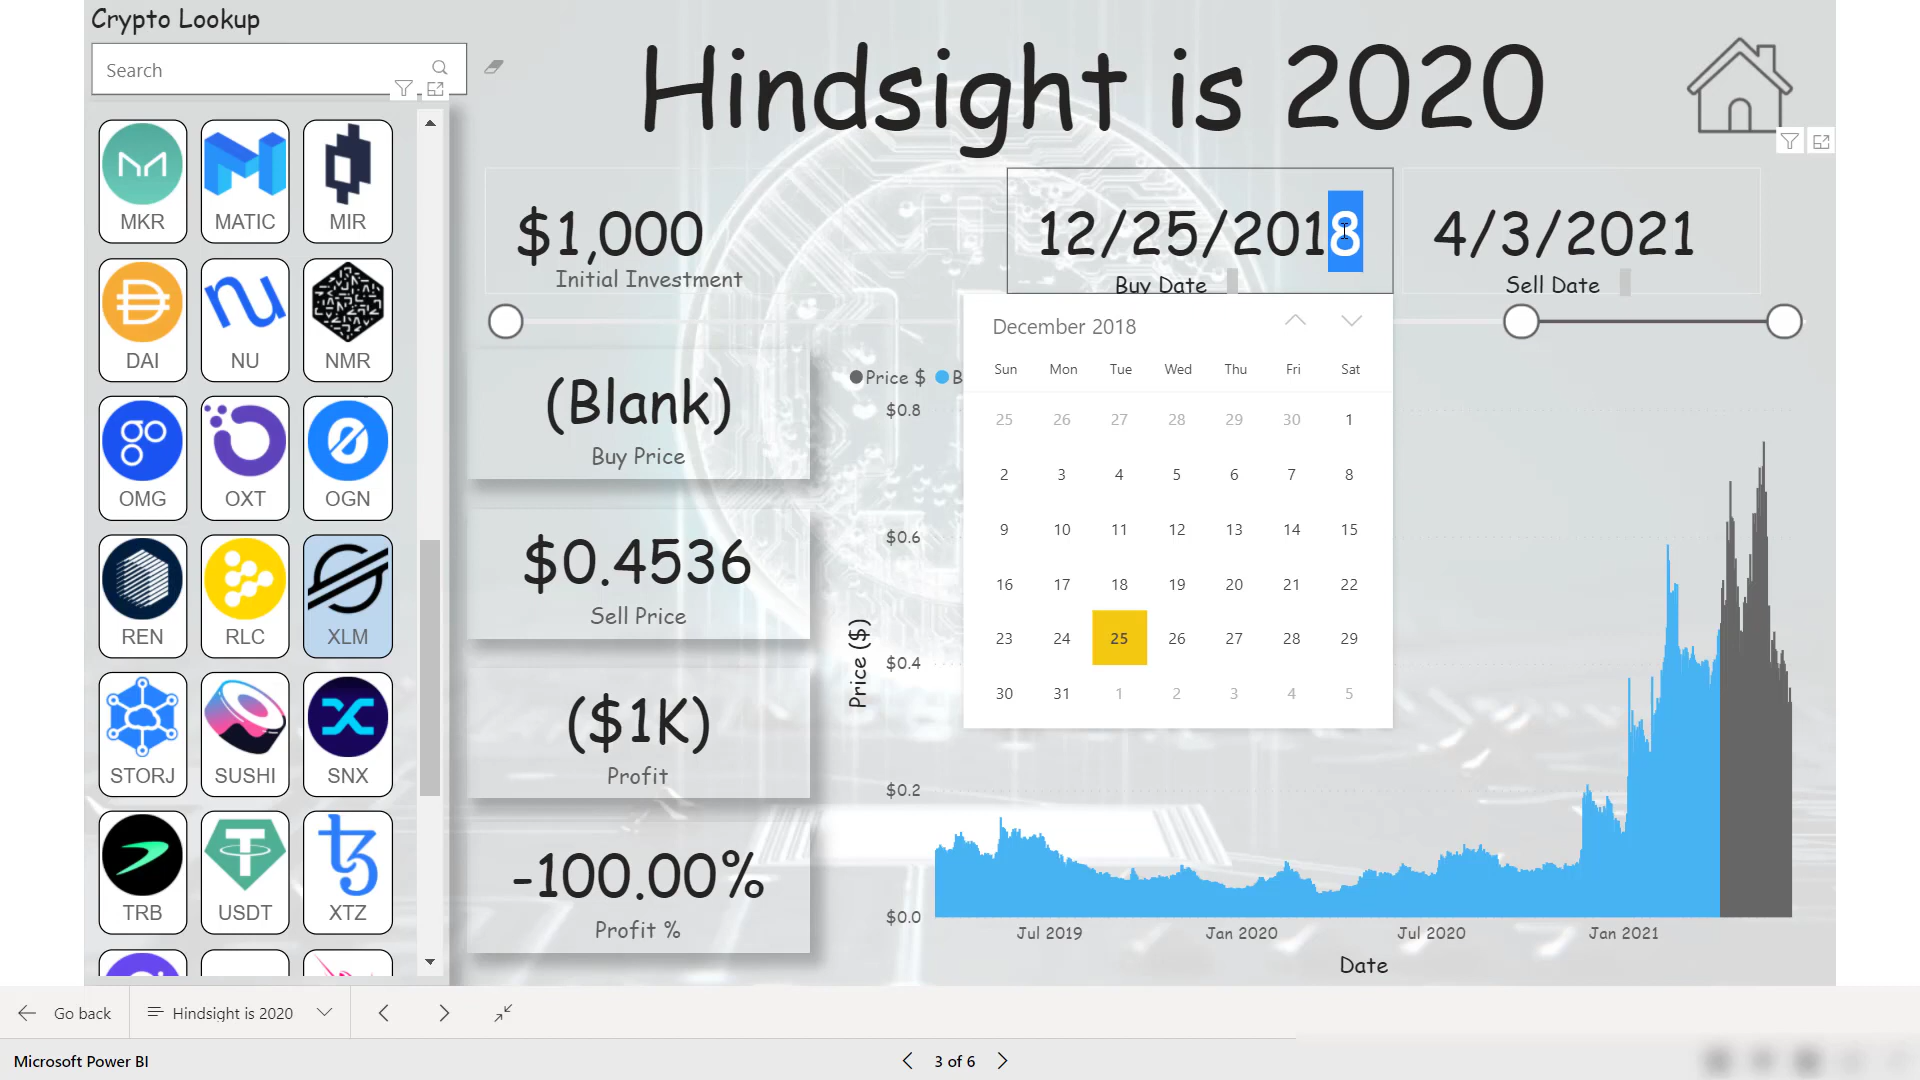 Crypto Lookup
Search
Hindsight is 2020
MKR
MATIC
MIR
DAI
NU
NMR
OMG
OXT
OGN
REN
RLC
XLM
STORJ
SUSHI
SNX
TRB
USDT
XTZ
$1,000
Initial Investment
12/25/2018
Buy Date
4/3/2021
Sell Date
(Blank)
Buy Price
$0.4536
Sell Price
($1K)
Profit
-100.00%
Profit %
December 2018
Sun Mon Tue Wed Thu Fri Sat
25 26 27 28 29 30 1
2 3 4 5 6 7 8
9 10 11 12 13 14 15
16 17 18 19 20 21 22
23 24 25 26 27 28 29
30 31 1 2 3 4 5
Price $ B
$0.8
$0.6
$0.4
$0.2
$0.0
Price ($)
Jul 2019 Jan 2020 Jul 2020 Jan 2021
Date
Go back
Hindsight is 2020
Microsoft Power BI
3 of 6